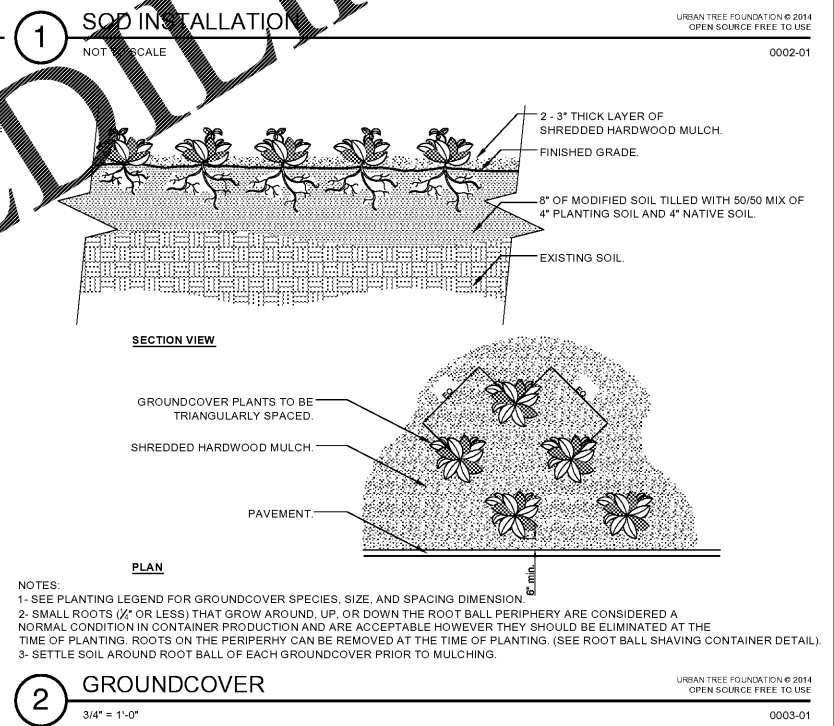 1
SOD INSTALLATION
URBAN TREE FOUNDATION © 2014
OPEN SOURCE FREE TO USE
NOT TO SCALE
0002-01
2 - 3" THICK LAYER OF
SHREDDED HARDWOOD MULCH.
FINISHED GRADE.
8" OF MODIFIED SOIL TILLED WITH 50/50 MIX OF
4" PLANTING SOIL AND 4" NATIVE SOIL.
EXISTING SOIL.
SECTION VIEW
EQ
EQ
GROUNDCOVER PLANTS TO BE
TRIANGULARLY SPACED.
SHREDDED HARDWOOD MULCH.
PAVEMENT.
PLAN
6" min.
NOTES:
1- SEE PLANTING LEGEND FOR GROUNDCOVER SPECIES, SIZE, AND SPACING DIMENSION.
2- SMALL ROOTS (" OR LESS) THAT GROW AROUND, UP, OR DOWN THE ROOT BALL PERIPHERY ARE CONSIDERED A
NORMAL CONDITION IN CONTAINER PRODUCTION AND ARE ACCEPTABLE HOWEVER THEY SHOULD BE ELIMINATED AT THE
TIME OF PLANTING. ROOTS ON THE PERIPERHY CAN BE REMOVED AT THE TIME OF PLANTING. (SEE ROOT BALL SHAVING CONTAINER DETAIL).
3- SETTLE SOIL AROUND ROOT BALL OF EACH GROUNDCOVER PRIOR TO MULCHING.
2
GROUNDCOVER
URBAN TREE FOUNDATION © 2014
OPEN SOURCE FREE TO USE
3/4" = 1'-0"
0003-01